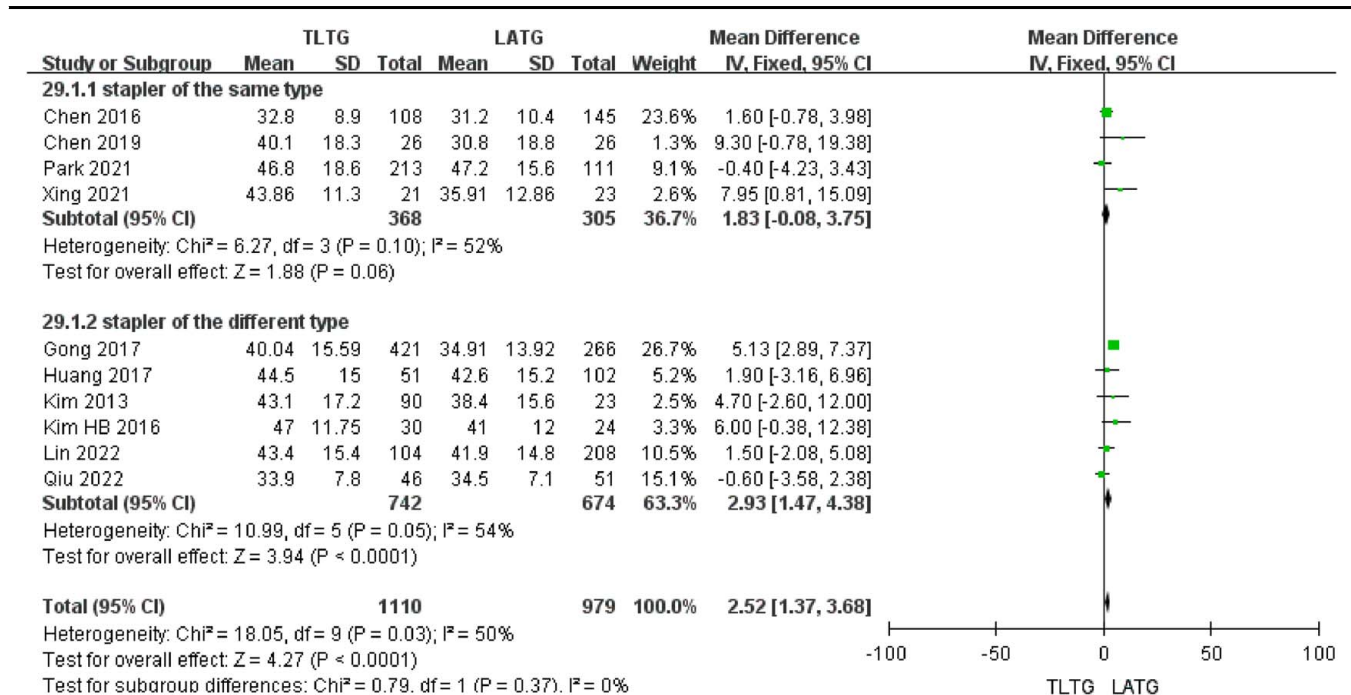 TLTG LATG Mean Difference Mean Difference
Study or Subgroup Mean SD Total Mean SD Total Weight IV, Fixed, 95% CI IV, Fixed, 95% CI
29.1.1 stapler of the same type
Chen 2016 32.8 8.9 108 31.2 10.4 145 23.6% 1.60 [-0.78, 3.98]
Chen 2019 40.1 18.3 26 30.8 18.8 26 1.3% 9.30 [-0.78, 19.38]
Park 2021 46.8 18.6 213 47.2 15.6 111 9.1% -0.40 [-4.23, 3.43]
Xing 2021 43.86 11.3 21 35.91 12.86 23 2.6% 7.95 [0.81, 15.09]
Subtotal (95% CI) 368 305 36.7% 1.83 [-0.08, 3.75]
Heterogeneity: Chi² = 6.27, df = 3 (P = 0.10); I² = 52%
Test for overall effect: Z = 1.88 (P = 0.06)
29.1.2 stapler of the different type
Gong 2017 40.04 15.59 421 34.91 13.92 266 26.7% 5.13 [2.89, 7.37]
Huang 2017 44.5 15 51 42.6 15.2 102 5.2% 1.90 [-3.16, 6.96]
Kim 2013 43.1 17.2 90 38.4 15.6 23 2.5% 4.70 [-2.60, 12.00]
Kim HB 2016 47 11.75 30 41 12 24 3.3% 6.00 [-0.38, 12.38]
Lin 2022 43.4 15.4 104 41.9 14.8 208 10.5% 1.50 [-2.08, 5.08]
Qiu 2022 33.9 7.8 46 34.5 7.1 51 15.1% -0.60 [-3.58, 2.38]
Subtotal (95% CI) 742 674 63.3% 2.93 [1.47, 4.38]
Heterogeneity: Chi² = 10.99, df = 5 (P = 0.05); I² = 54%
Test for overall effect: Z = 3.94 (P < 0.0001)
Total (95% CI) 1110 979 100.0% 2.52 [1.37, 3.68]
Heterogeneity: Chi² = 18.05, df = 9 (P = 0.03); I² = 50%
Test for overall effect: Z = 4.27 (P < 0.0001)
Test for subgroup differences: Chi² = 0.79, df = 1 (P = 0.37), I² = 0%
-100 -50 0 50 100
TLTG LATG